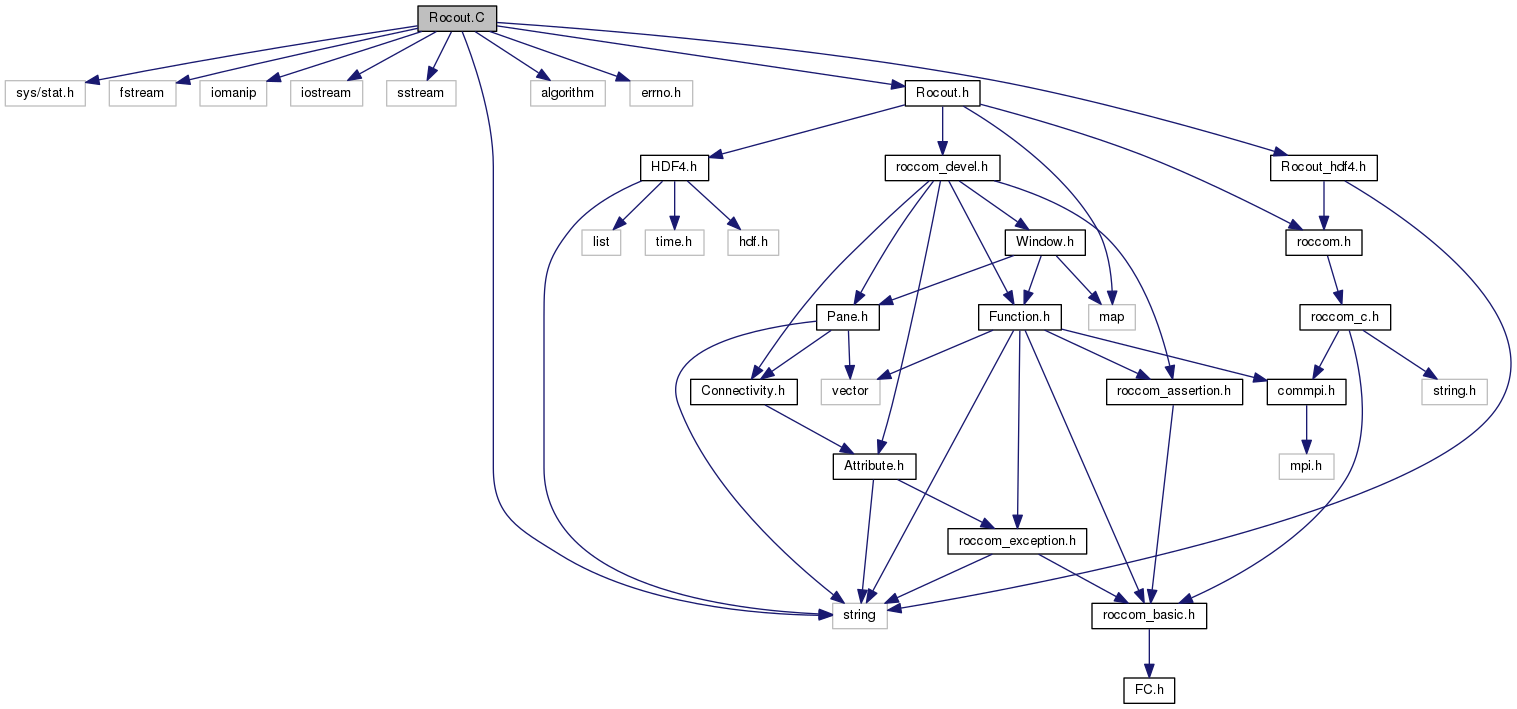 Rocout.C
sys/stat.h
fstream
iomanip
iostream
sstream
algorithm
errno.h
Rocout.h
HDF4.h
roccom_devel.h
Rocout_hdf4.h
list
time.h
hdf.h
Window.h
roccom.h
Pane.h
Function.h
map
roccom_c.h
Connectivity.h
vector
roccom_assertion.h
commpi.h
string.h
Attribute.h
mpi.h
roccom_exception.h
string
roccom_basic.h
FC.h